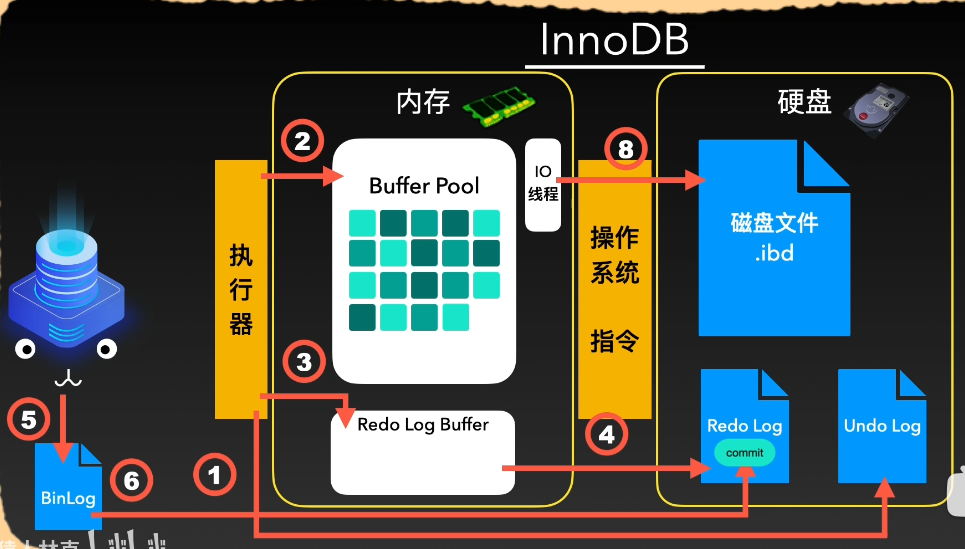 InnoDB
内存
硬盘
②
⑧
Buffer Pool
IO
线程
磁盘文件
.ibd
执
行
器
操作
系统
指令
③
Redo Log Buffer
④
Redo Log
commit
Undo Log
⑤
⑥
①
BinLog